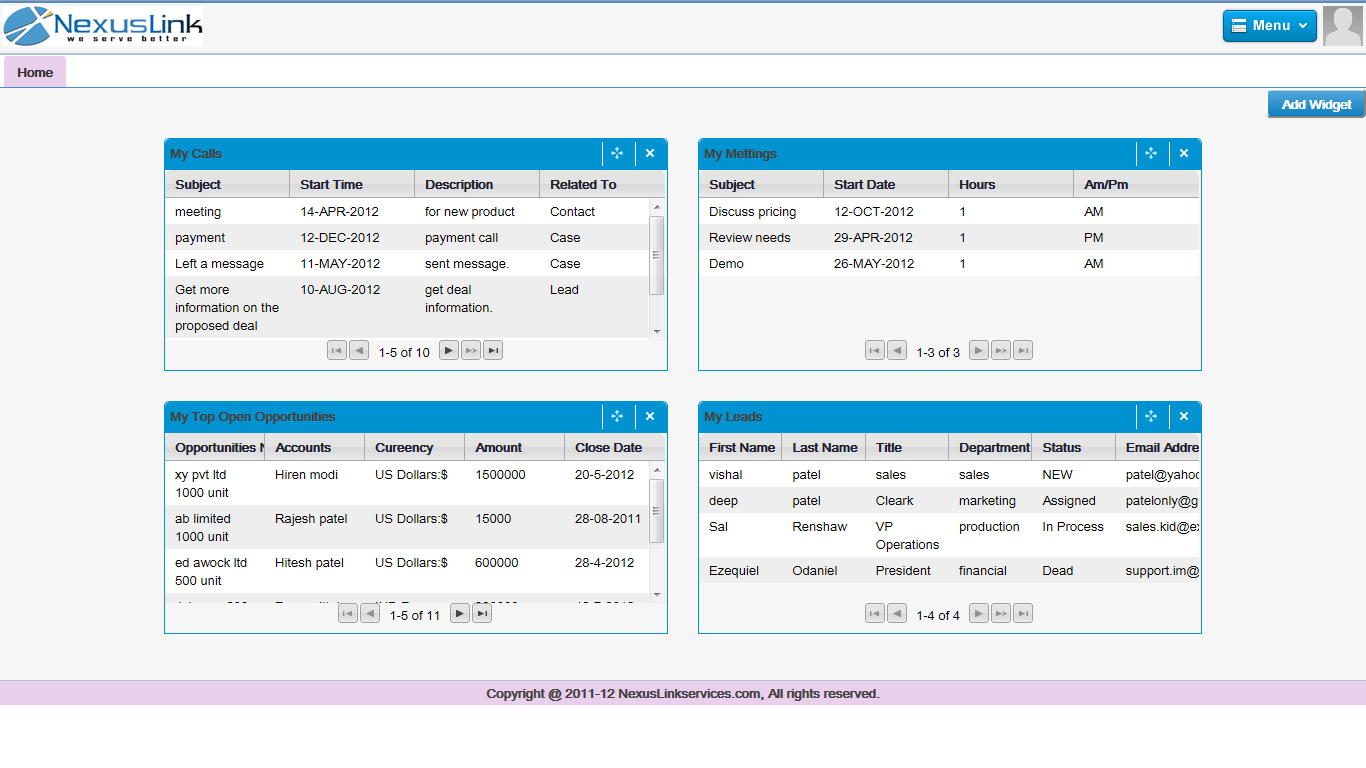 NexusLink
we serve better
Menu
Home
Add Widget
My Calls
Subject Start Time Description Related To
meeting 14-APR-2012 for new product Contact
payment 12-DEC-2012 payment call Case
Left a message 11-MAY-2012 sent message. Case
Get more 10-AUG-2012 get deal Lead
information on the information.
proposed deal
1-5 of 10
My Mettings
Subject Start Date Hours Am/Pm
Discuss pricing 12-OCT-2012 1 AM
Review needs 29-APR-2012 1 PM
Demo 26-MAY-2012 1 AM
1-3 of 3
My Top Open Opportunities
Opportunities N Accounts Cureency Amount Close Date
xy pvt ltd Hiren modi US Dollars:$ 1500000 20-5-2012
1000 unit
ab limited Rajesh patel US Dollars:$ 15000 28-08-2011
1000 unit
ed awock ltd Hitesh patel US Dollars:$ 600000 28-4-2012
500 unit
1-5 of 11
My Leads
First Name Last Name Title Department Status Email Addre
vishal patel sales sales NEW patel@yahoc
deep patel Cleark marketing Assigned patelonly@g
Sal Renshaw VP production In Process sales.kid@ex
Operations
Ezequiel Odaniel President financial Dead support.im@
1-4 of 4
Copyright @ 2011-12 NexusLinkservices.com, All rights reserved.